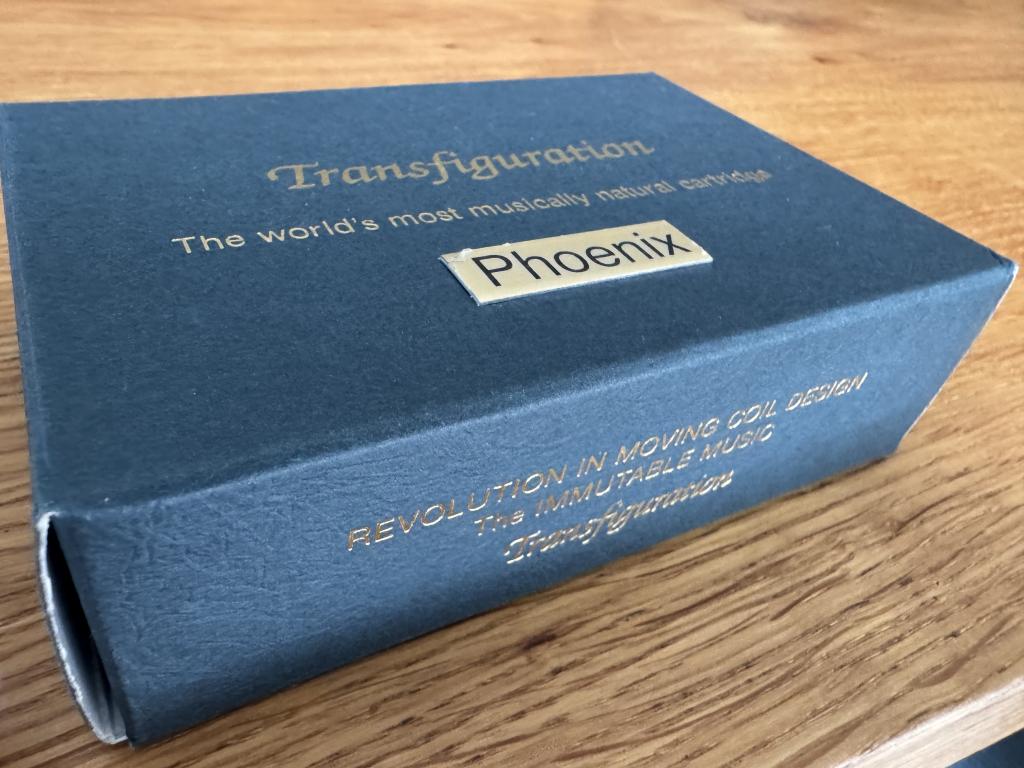 Transfiguration
The world's most musically natural cartridge
Phoenix
REVOLUTION IN MOVING COIL DESIGN
The IMMUTABLE MUSIC
Transfiguration